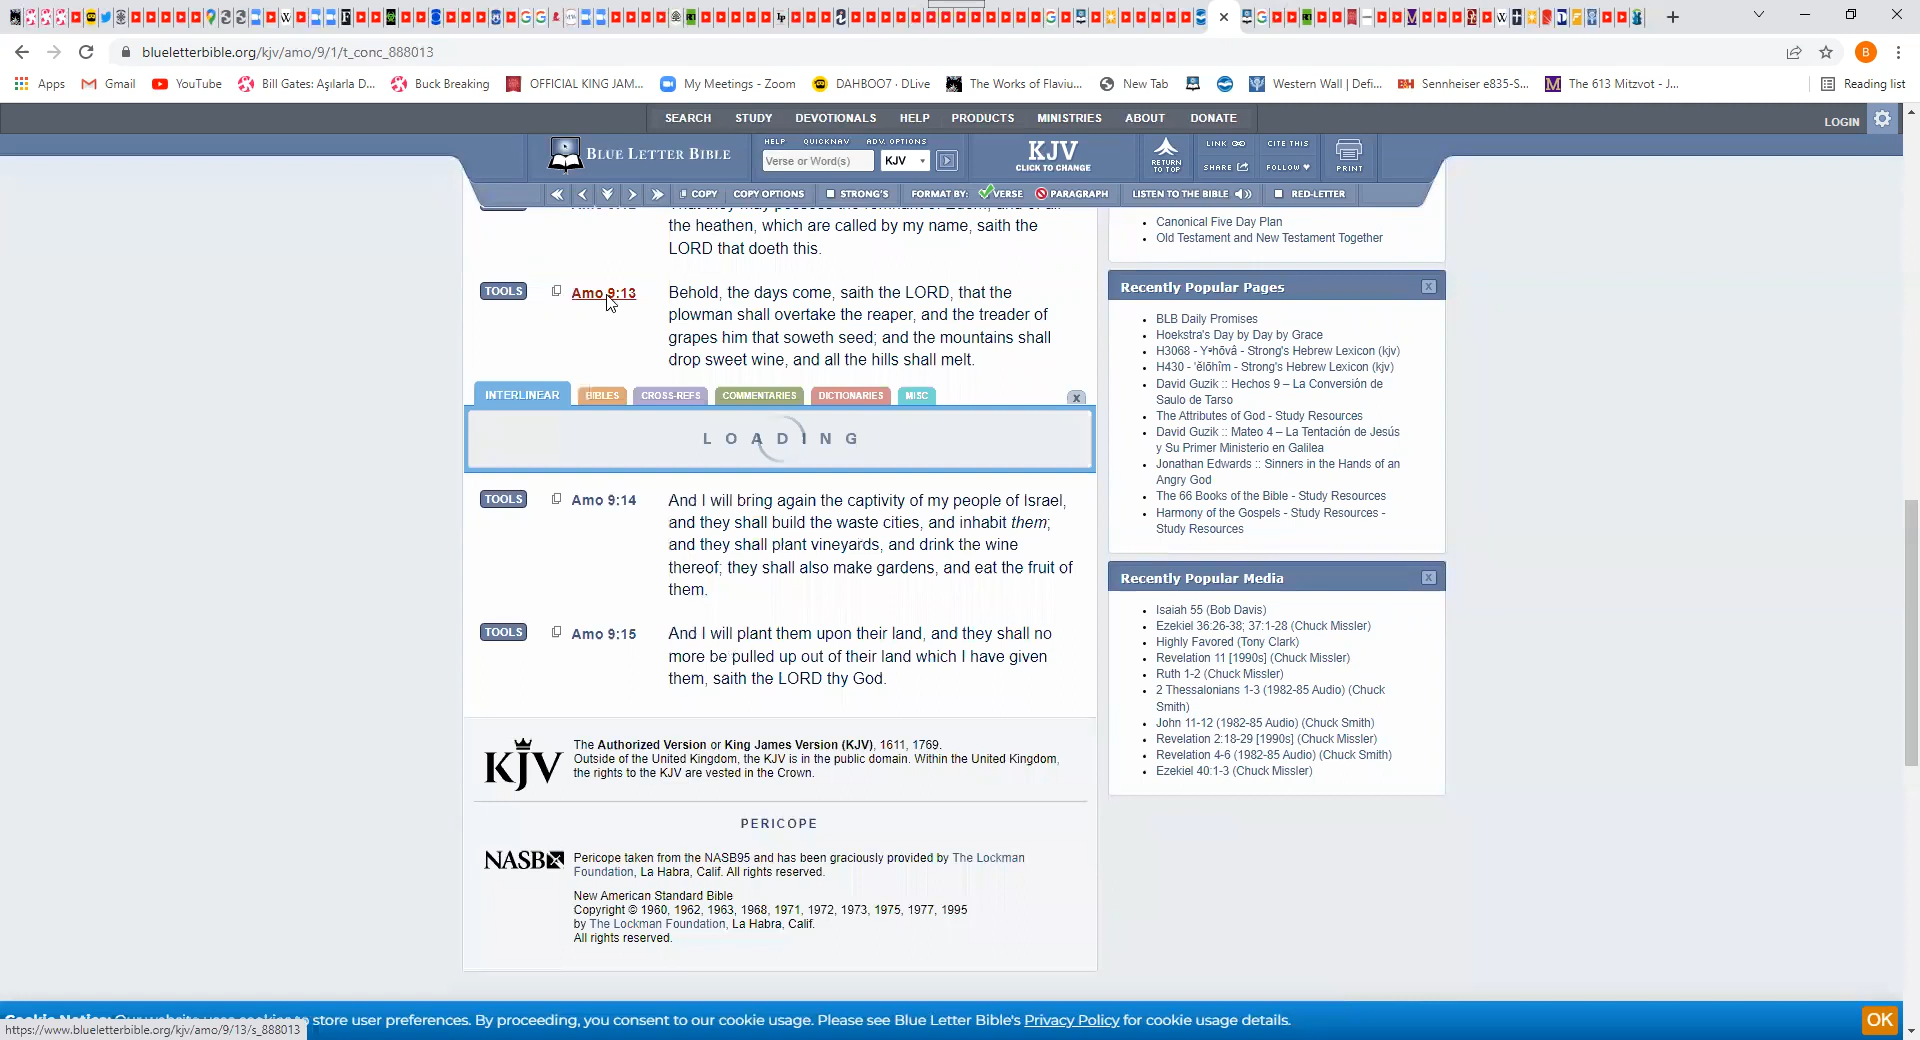 blueletterbible.org/kjv/amo/9/1/t_conc_888013
B
Apps
Gmail
YouTube
Bill Gates: Aşılarla D...
Buck Breaking
OFFICIAL KING JAM...
My Meetings - Zoom
DAHBOO7 · DLive
The Works of Flaviu...
New Tab
Western Wall | Defi...
BH
Sennheiser e835-S...
M
The 613 Mitzvot - J...
Reading list
SEARCH STUDY DEVOTIONALS HELP PRODUCTS MINISTRIES ABOUT DONATE
LOGIN
BLUE LETTER BIBLE
HELP QUICKNAV ADV. OPTIONS
Verse or Word(s)
KJV
KJV
CLICK TO CHANGE
RETURN
TO TOP
LINK
CITE THIS
SHARE
FOLLOW
PRINT
COPY COPY OPTIONS STRONG'S FORMAT BY: VERSE PARAGRAPH LISTEN TO THE BIBLE RED-LETTER
the heathen, which are called by my name, saith the
LORD that doeth this.
TOOLS
Amo 9:13
Behold, the days come, saith the LORD, that the
plowman shall overtake the reaper, and the treader of
grapes him that soweth seed; and the mountains shall
drop sweet wine, and all the hills shall melt.
INTERLINEAR BIBLES CROSS-REFS COMMENTARIES DICTIONARIES MISC
x
LOADING
TOOLS
Amo 9:14
And I will bring again the captivity of my people of Israel,
and they shall build the waste cities, and inhabit them;
and they shall plant vineyards, and drink the wine
thereof; they shall also make gardens, and eat the fruit of
them.
TOOLS
Amo 9:15
And I will plant them upon their land, and they shall no
more be pulled up out of their land which I have given
them, saith the LORD thy God.
KJV
The Authorized Version or King James Version (KJV), 1611, 1769.
Outside of the United Kingdom, the KJV is in the public domain. Within the United Kingdom,
the rights to the KJV are vested in the Crown.
PERICOPE
NASB
Pericope taken from the NASB95 and has been graciously provided by The Lockman
Foundation, La Habra, Calif. All rights reserved.
New American Standard Bible
Copyright © 1960, 1962, 1963, 1968, 1971, 1972, 1973, 1975, 1977, 1995
by The Lockman Foundation, La Habra, Calif.
All rights reserved.
Canonical Five Day Plan
Old Testament and New Testament Together
Recently Popular Pages
BLB Daily Promises
Hoekstra's Day by Day by Grace
H3068 - Yᵊhōvâ - Strong's Hebrew Lexicon (kjv)
H430 - 'ĕlōhîm - Strong's Hebrew Lexicon (kjv)
David Guzik :: Hechos 9 – La Conversión de
Saulo de Tarso
The Attributes of God - Study Resources
David Guzik :: Mateo 4 – La Tentación de Jesús
y Su Primer Ministerio en Galilea
Jonathan Edwards :: Sinners in the Hands of an
Angry God
The 66 Books of the Bible - Study Resources
Harmony of the Gospels - Study Resources -
Study Resources
Recently Popular Media
Isaiah 55 (Bob Davis)
Ezekiel 36:26-38; 37:1-28 (Chuck Missler)
Highly Favored (Tony Clark)
Revelation 11 [1990s] (Chuck Missler)
Ruth 1-2 (Chuck Missler)
2 Thessalonians 1-3 (1982-85 Audio) (Chuck
Smith)
John 11-12 (1982-85 Audio) (Chuck Smith)
Revelation 2:18-29 [1990s] (Chuck Missler)
Revelation 4-6 (1982-85 Audio) (Chuck Smith)
Ezekiel 40:1-3 (Chuck Missler)
store user preferences. By proceeding, you consent to our cookie usage. Please see Blue Letter Bible's Privacy Policy for cookie usage details.
OK
https://www.blueletterbible.org/kjv/amo/9/13/s_888013